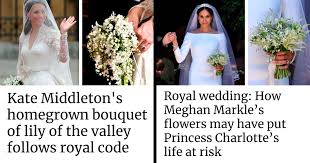 Kate Middleton's
homegrown bouquet
of lily of the valley
follows royal code
Royal wedding: How
Meghan Markle's
flowers may have put
Princess Charlotte's
life at risk